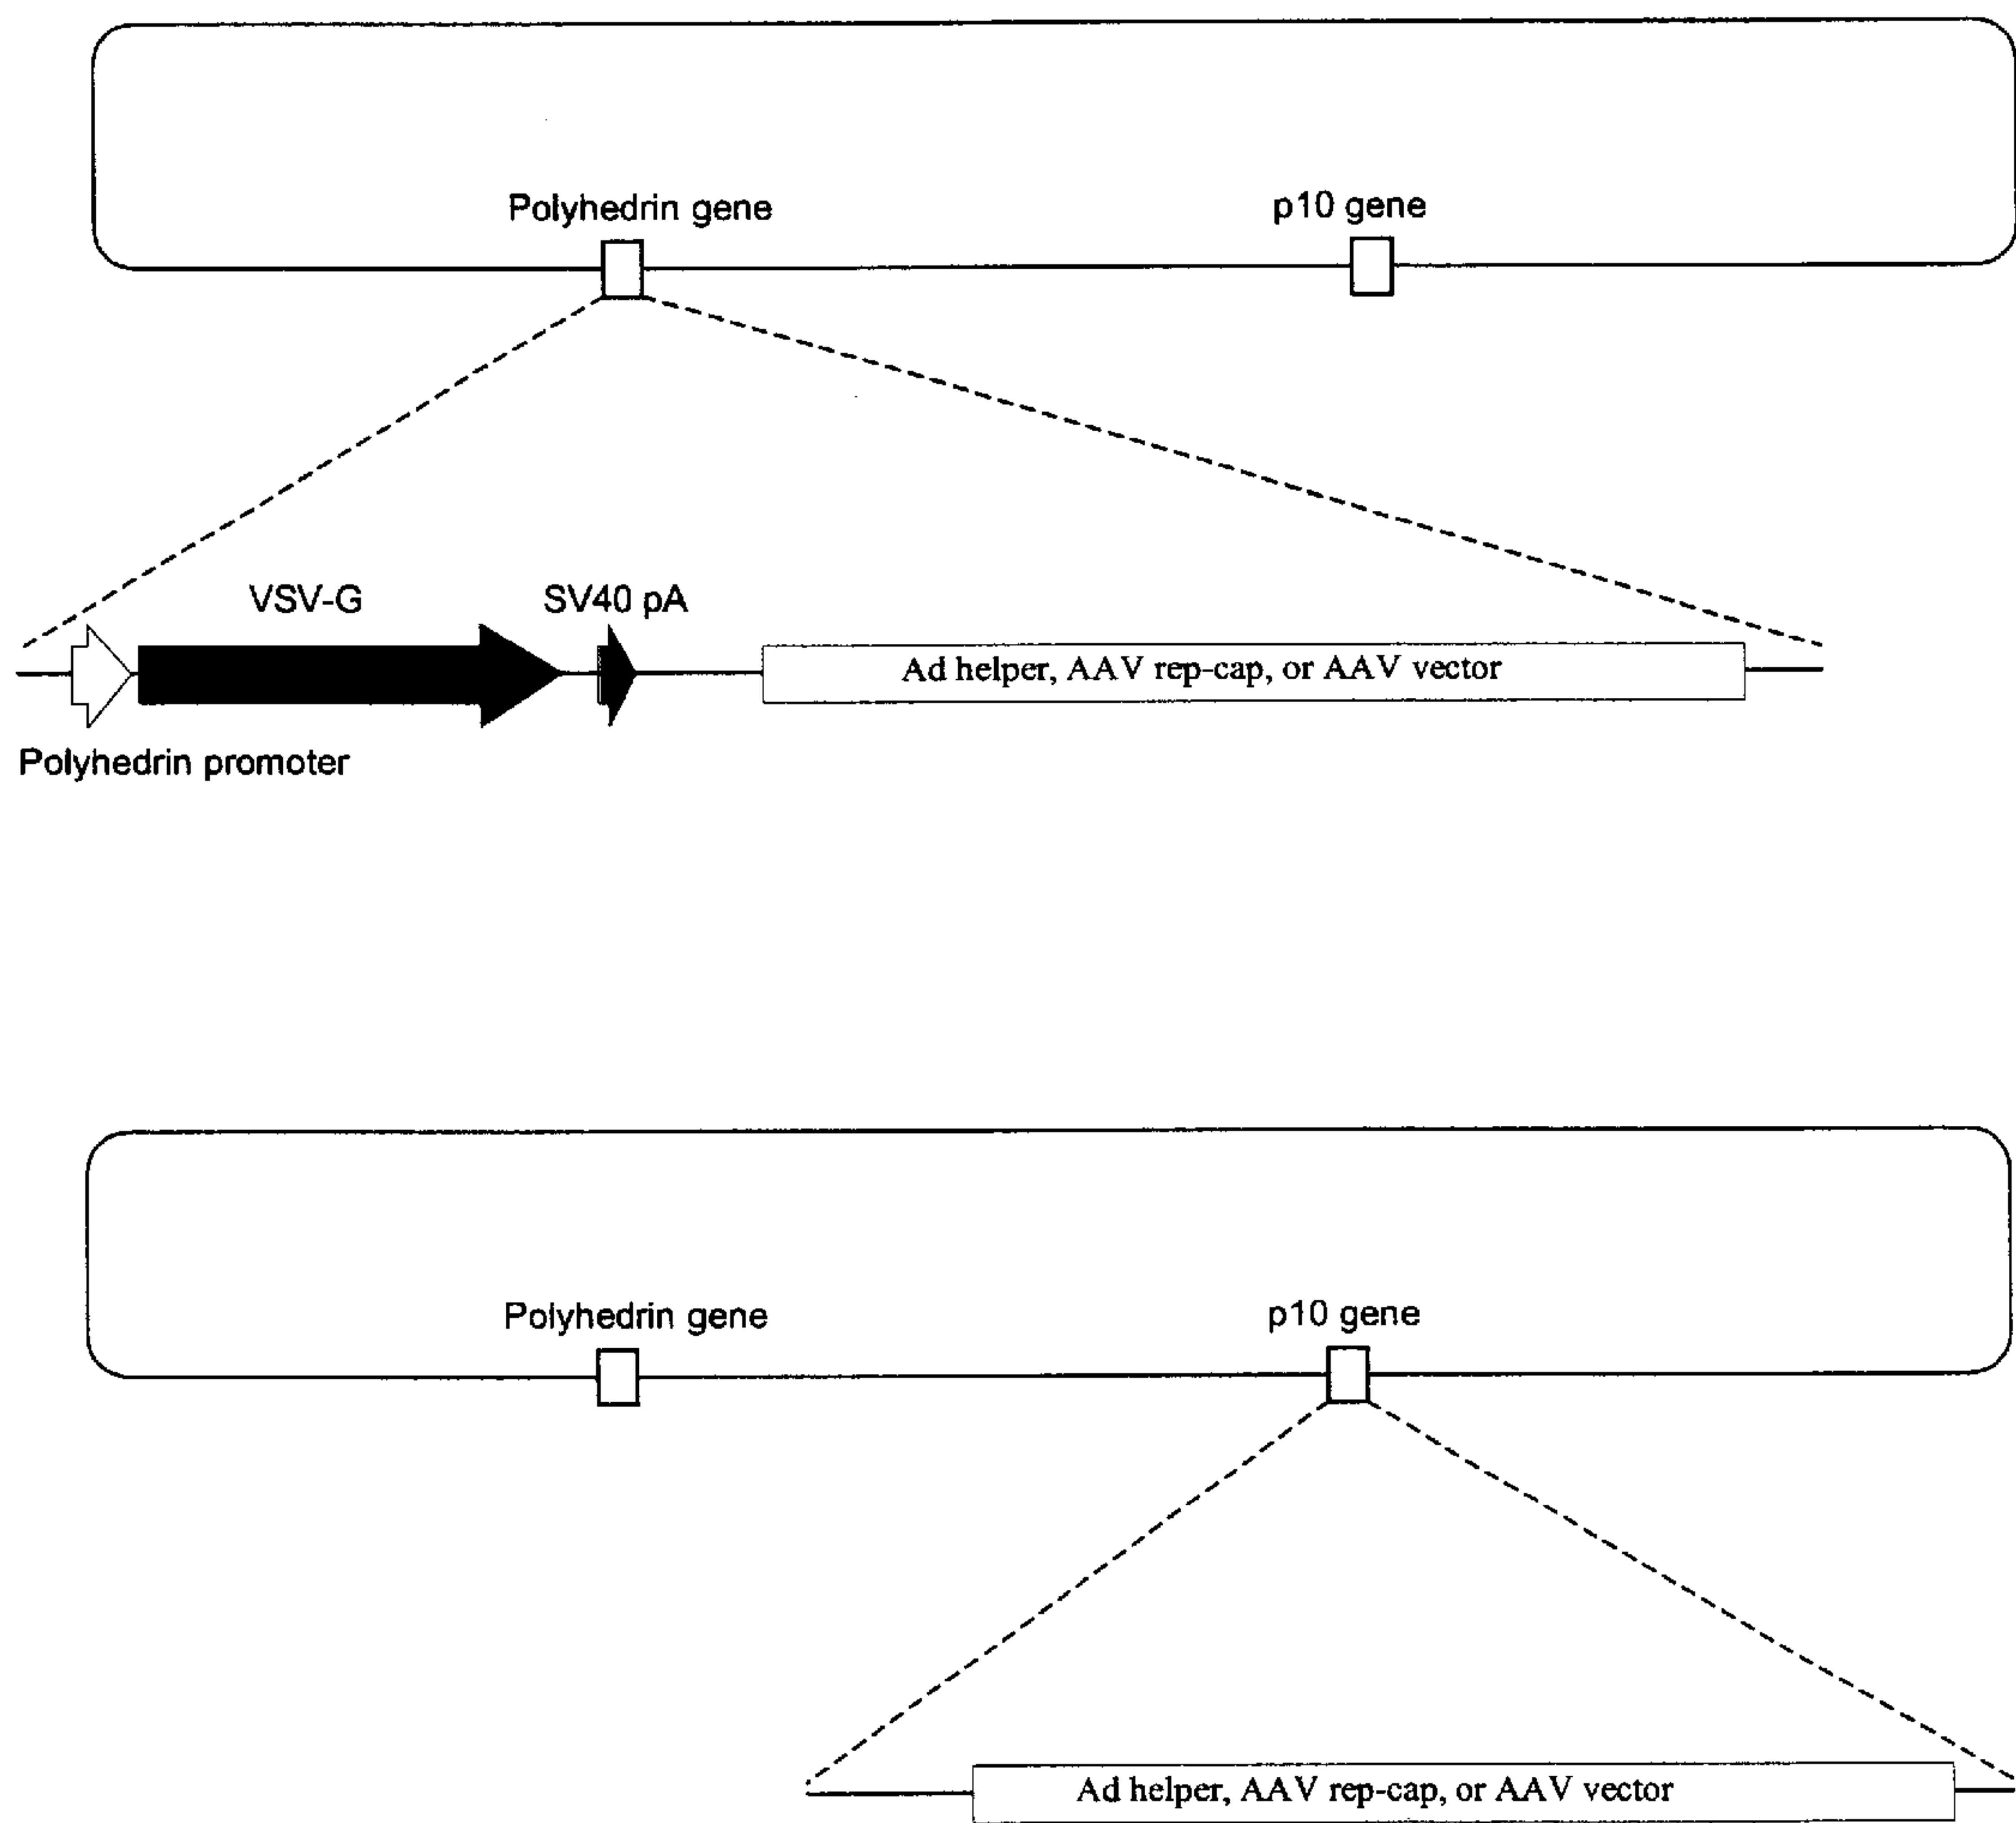 Polyhedrin gene
p10 gene
VSV-G
SV40 pA
Ad helper, AAV rep-cap, or AAV vector
Polyhedrin promoter
Polyhedrin gene
p10 gene
Ad helper, AAV rep-cap, or AAV vector